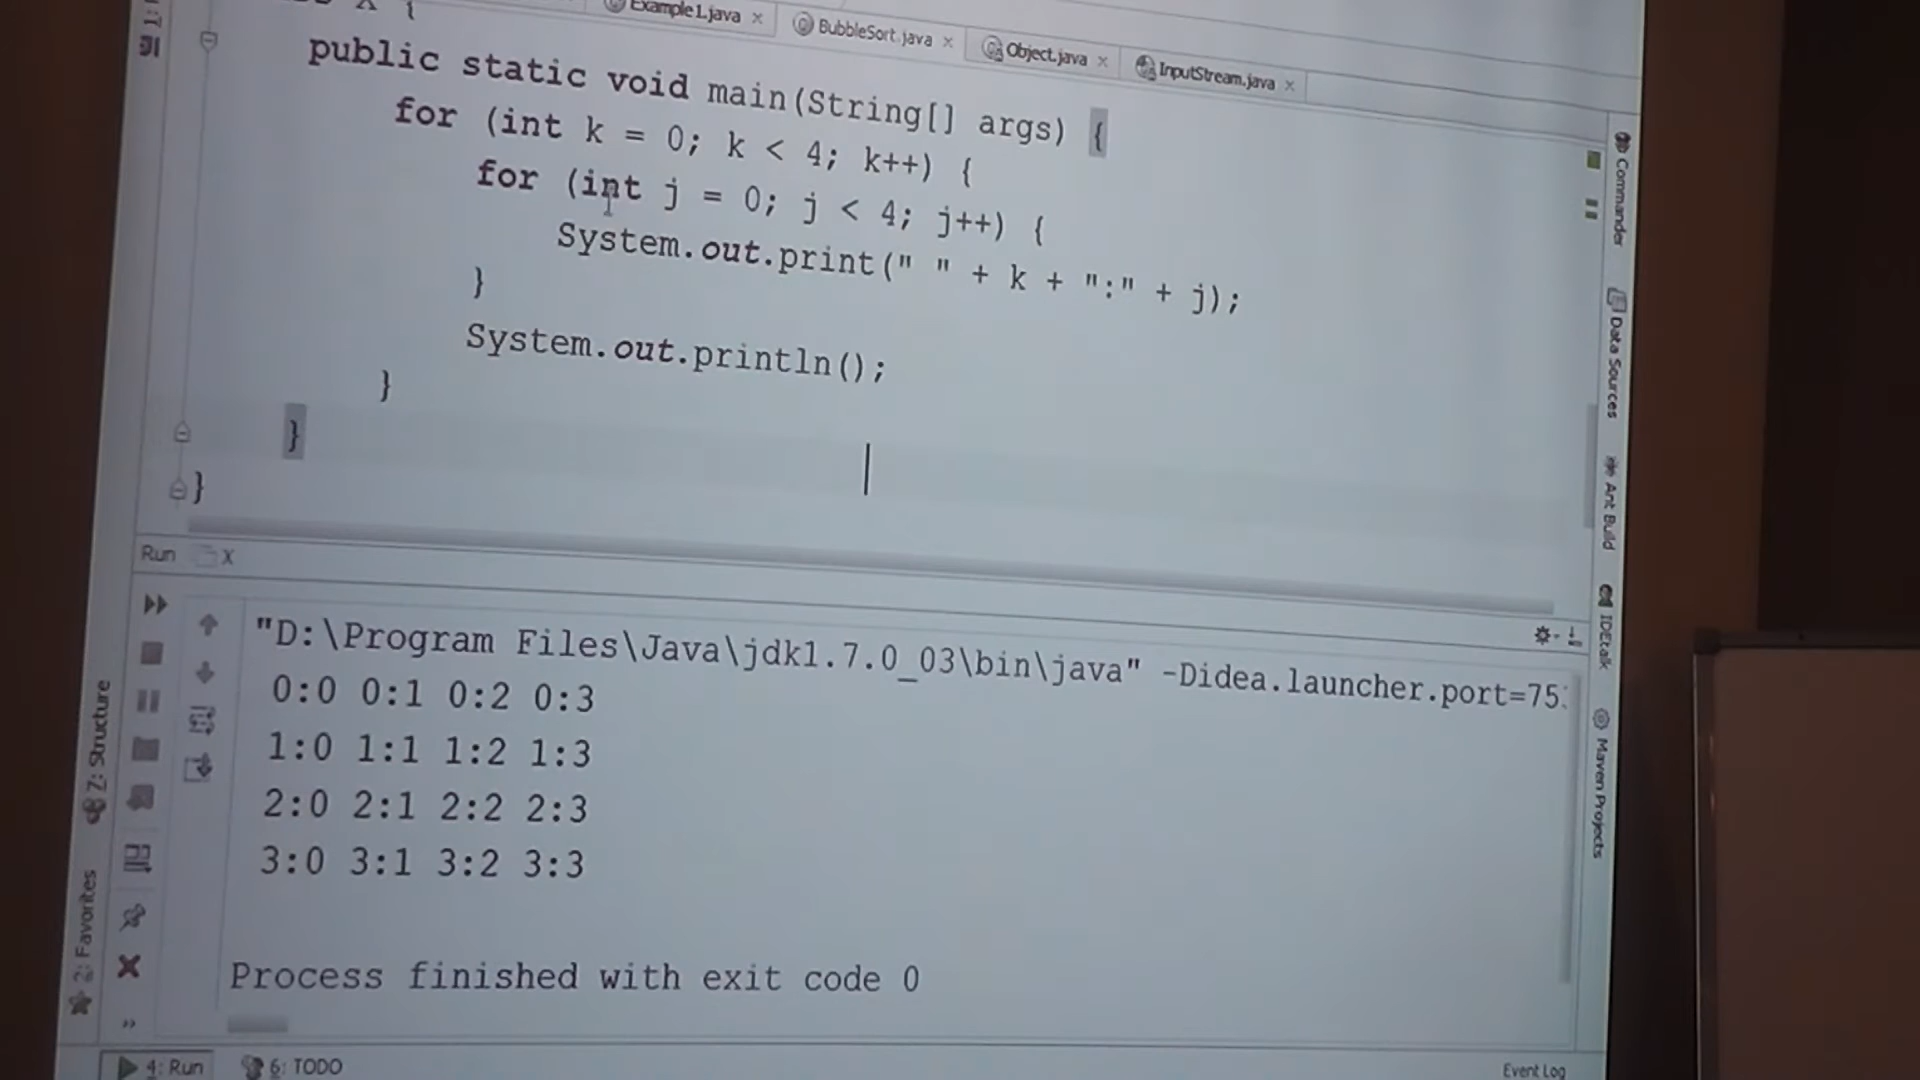 Example1.java
BubbleSort.java
Object.java
InputStream.java
X {
public static void main(String[] args) {
for (int k = 0; k < 4; k++) {
for (int j = 0; j < 4; j++) {
System.out.print(" " + k + ":" + j);
}
System.out.println();
}
}
}
Run X
"D:\Program Files\Java\jdk1.7.0_03\bin\java" -Didea.launcher.port=75
0:0 0:1 0:2 0:3
1:0 1:1 1:2 1:3
2:0 2:1 2:2 2:3
3:0 3:1 3:2 3:3
Process finished with exit code 0
Z: Structure
2: Favorites
Commander
Data Sources
Ant Build
IDEtalk
Maven Projects
4: Run
6: TODO
Event Log